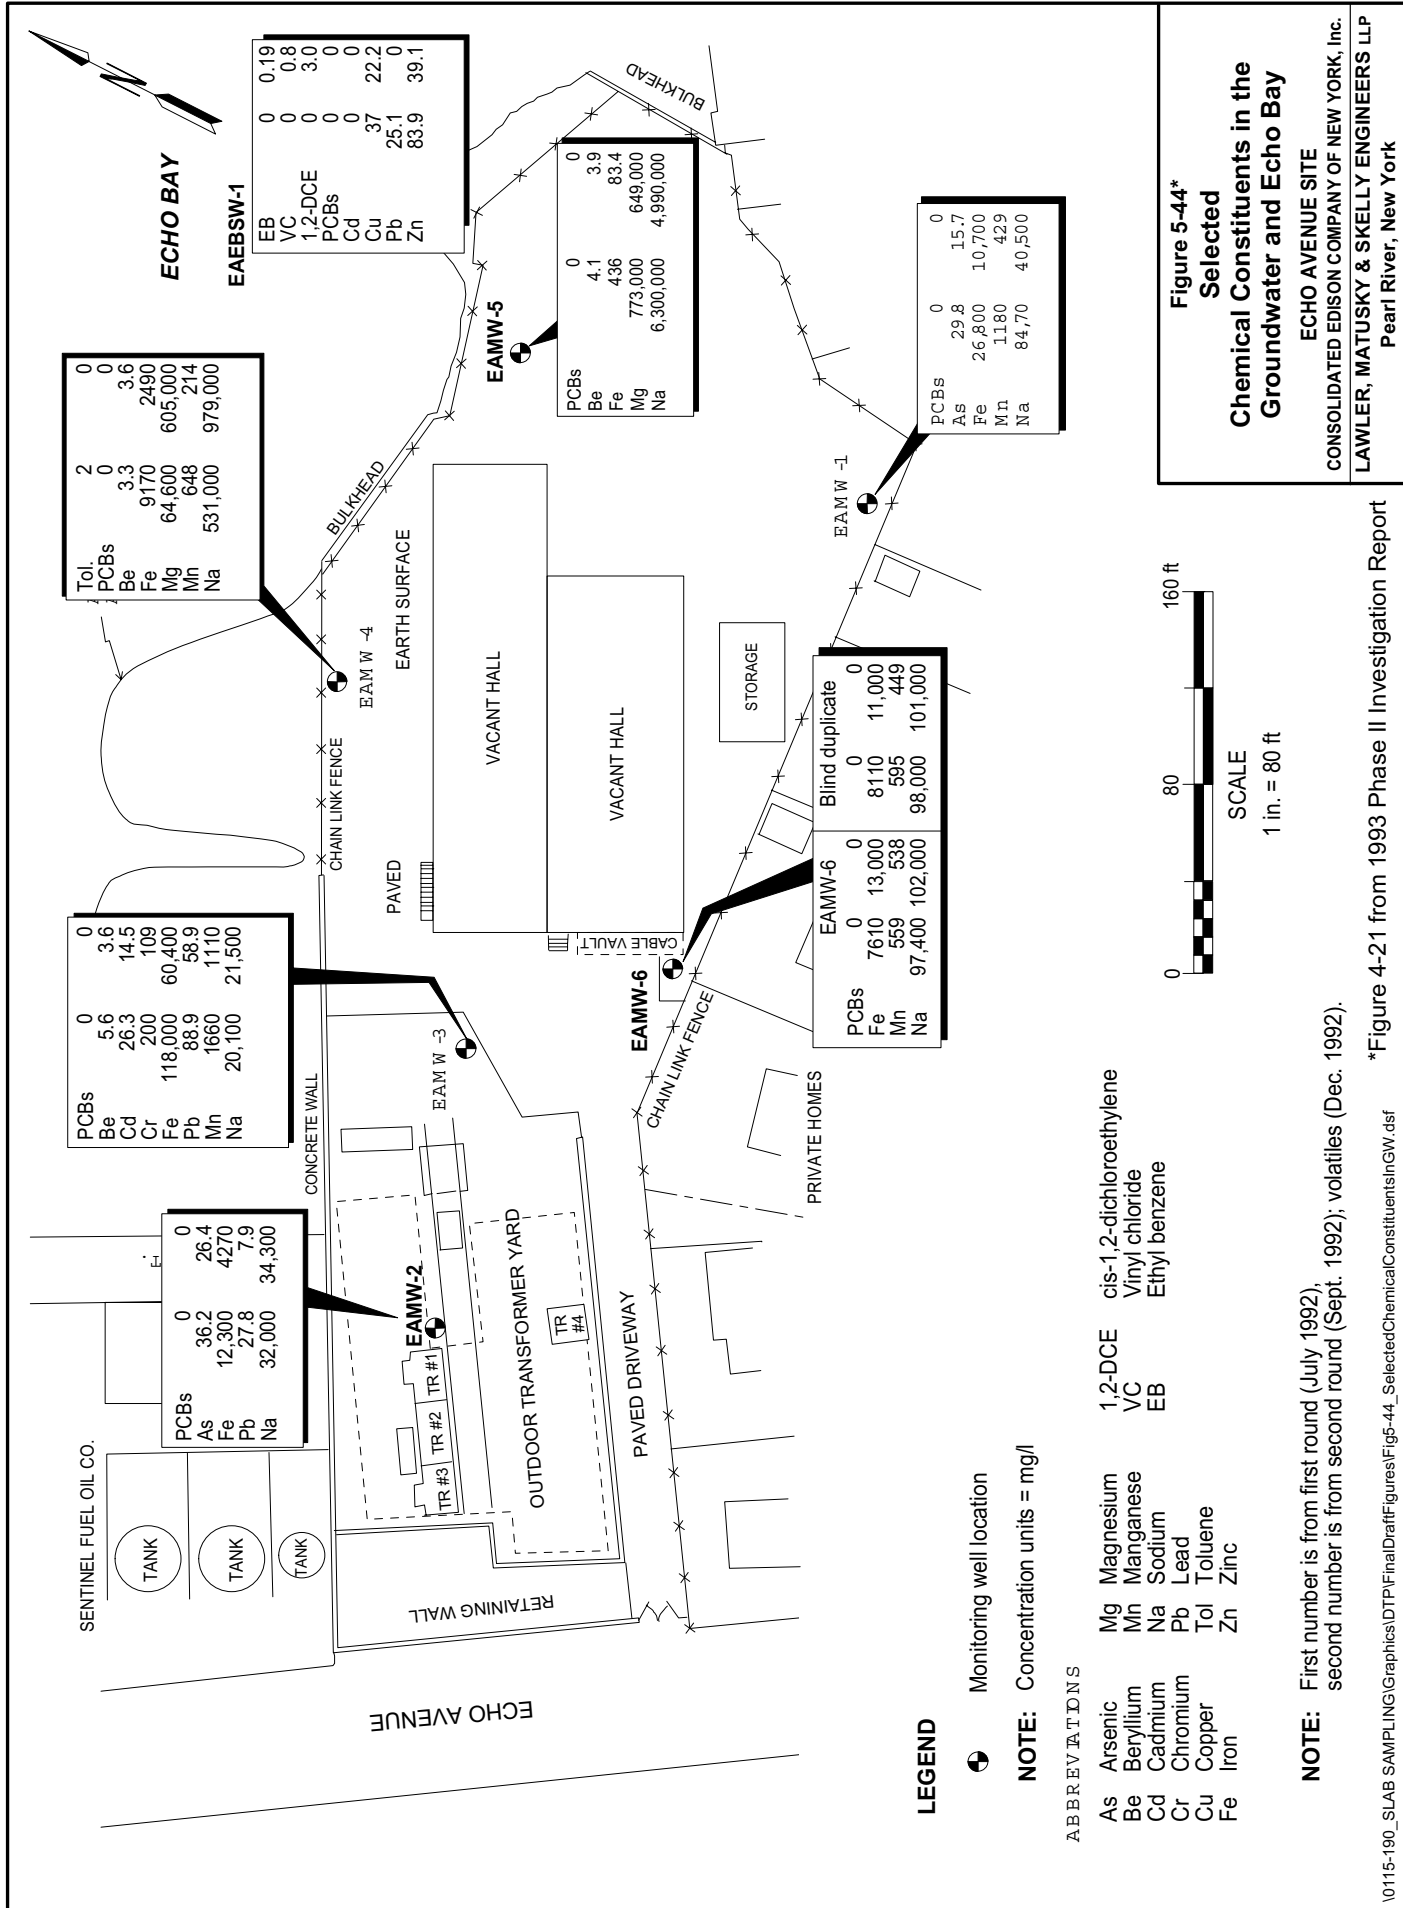 SENTINEL FUEL OIL CO.
TANK
TANK
TANK
CONCRETE WALL
RETAINING WALL
ECHO AVENUE
TR #3
TR #2
TR #1
TR
#4
OUTDOOR TRANSFORMER YARD
PAVED DRIVEWAY
PRIVATE HOMES
CHAIN LINK FENCE
CHAIN LINK FENCE
PAVED
CABLE VAULT
VACANT HALL
VACANT HALL
STORAGE
EARTH SURFACE
BULKHEAD
BULKHEAD
ECHO BAY
N
EAMW-2
PCBs 0 0
As 36.2 26.4
Fe 12,300 4270
Pb 27.8 7.9
Na 32,000 34,300
EAMW-3
PCBs 0 0
Be 5.6 3.6
Cd 26.3 14.5
Cr 200 109
Fe 118,000 60,400
Pb 88.9 58.9
Mn 1660 1110
Na 20,100 21,500
EAMW-4
Tol. 2 0
PCBs 0 0
Be 3.3 3.6
Fe 9170 2490
Mg 64,600 605,000
Mn 648 214
Na 531,000 979,000
EAEBSW-1
EB 0 0.19
VC 0 0.8
1,2-DCE 0 3.0
PCBs 0 0
Cd 0 0
Cu 37 22.2
Pb 25.1 0
Zn 83.9 39.1
EAMW-5
PCBs 0 0
Be 4.1 3.9
Fe 436 83.4
Mg 773,000 649,000
Na 6,300,000 4,990,000
EAMW-1
PCBs 0 0
As 29.8 15.7
Fe 26,800 10,700
Mn 1180 429
Na 84,70 40,500
EAMW-6
EAMW-6 Blind duplicate
PCBs 0 0 0 0
Fe 7610 13,000 8110 11,000
Mn 559 538 595 449
Na 97,400 102,000 98,000 101,000
LEGEND
Monitoring well location
NOTE: Concentration units = mg/l
ABBREVIATIONS
As Arsenic Mg Magnesium 1,2-DCE cis-1,2-dichloroethylene
Be Beryllium Mn Manganese VC Vinyl chloride
Cd Cadmium Na Sodium EB Ethyl benzene
Cr Chromium Pb Lead
Cu Copper Tol Toluene
Fe Iron Zn Zinc
NOTE: First number is from first round (July 1992),
second number is from second round (Sept. 1992); volatiles (Dec. 1992).
0 80 160 ft
SCALE
1 in. = 80 ft
*Figure 4-21 from 1993 Phase II Investigation Report
Figure 5-44*
Selected
Chemical Constituents in the
Groundwater and Echo Bay
ECHO AVENUE SITE
CONSOLIDATED EDISON COMPANY OF NEW YORK, Inc.
LAWLER, MATUSKY & SKELLY ENGINEERS LLP
Pearl River, New York
\0115-190_SLAB SAMPLING\Graphics\DTP\FinalDraftFigures\Fig5-44_SelectedChemicalConstituentsInGW.dsf